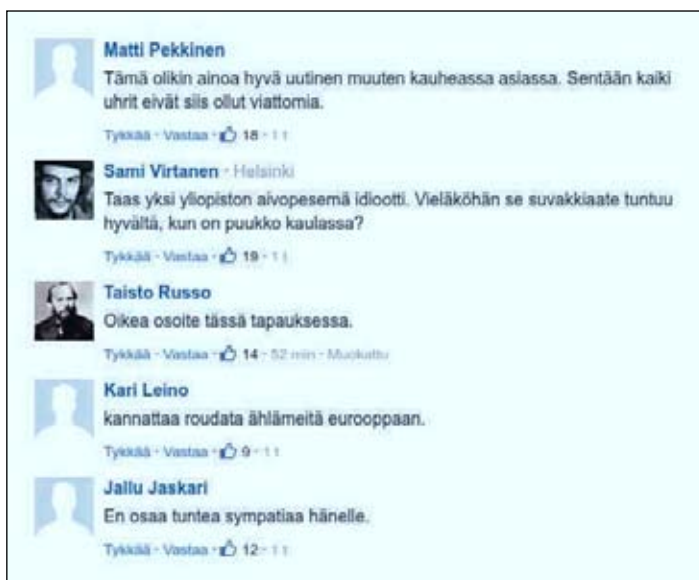 Matti Pekkinen
Tämä olikin ainoa hyvä uutinen muuten kauheassa asiassa. Sentään kaiki
uhrit eivät siis ollut viattomia.
Tykkää · Vastaa · 18 · 1 t
Sami Virtanen · Helsinki
Taas yksi yliopiston aivopesemä idiootti. Vieläköhän se suvakkiaate tuntuu
hyvältä, kun on puukko kaulassa?
Tykkää · Vastaa · 19 · 1 t
Taisto Russo
Oikea osoite tässä tapauksessa.
Tykkää · Vastaa · 14 · 52 min · Muokattu
Kari Leino
kannattaa roudata ählämeitä eurooppaan.
Tykkää · Vastaa · 9 · 1 t
Jallu Jaskari
En osaa tuntea sympatiaa hänelle.
Tykkää · Vastaa · 12 · 1 t